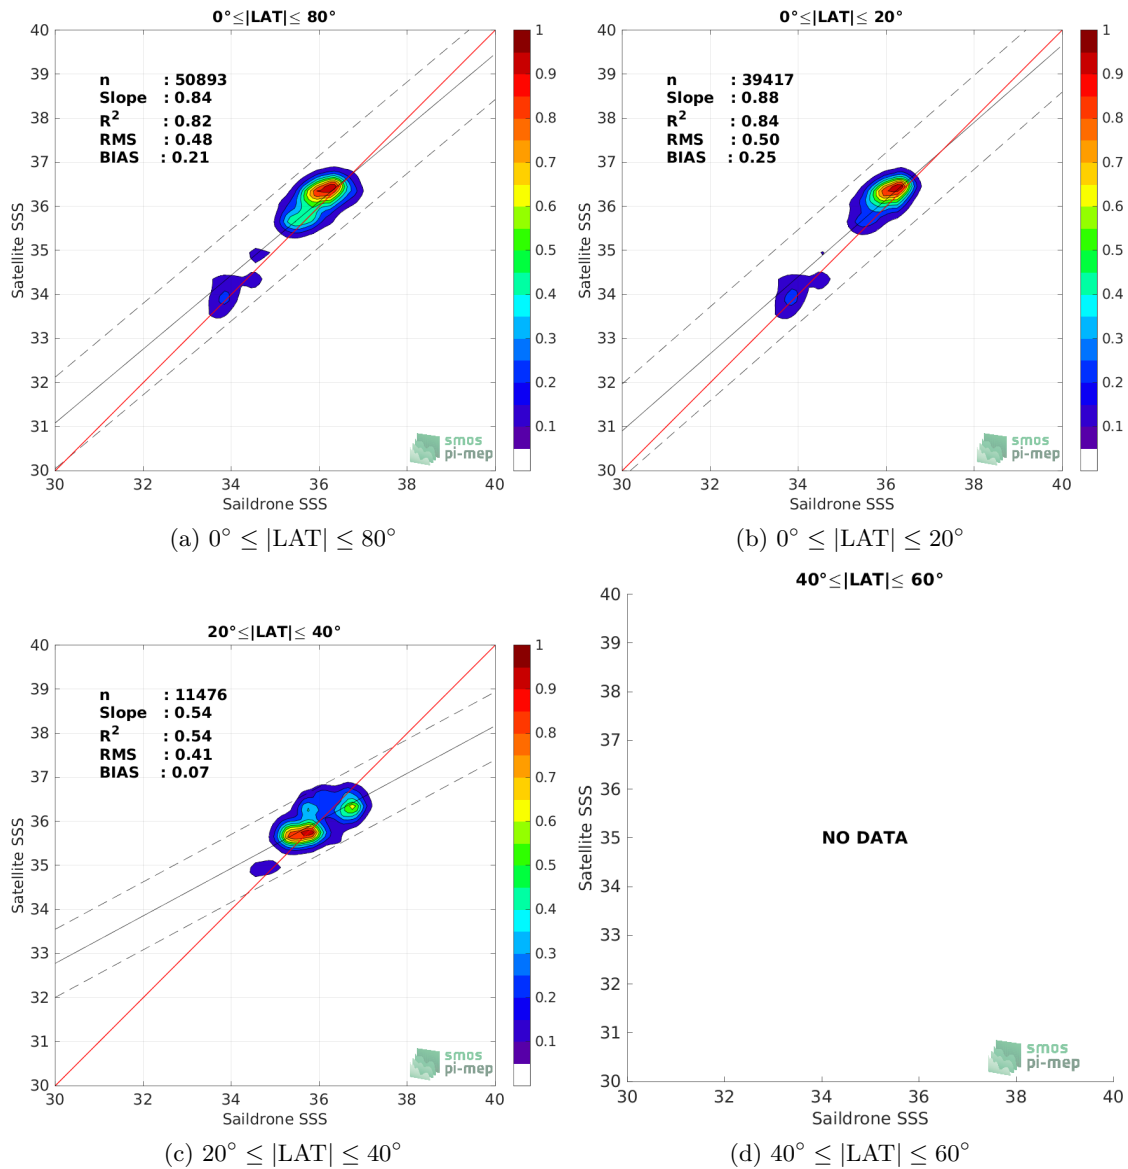 0°≤|LAT|≤ 80°
40
39
38
37
36
35
34
33
32
31
30
Satellite SSS
n : 50893
Slope : 0.84
R² : 0.82
RMS : 0.48
BIAS : 0.21
30 32 34 36 38 40
Saildrone SSS
1
0.9
0.8
0.7
0.6
0.5
0.4
0.3
0.2
0.1
smos
pi-mep
(a) 0° ≤ |LAT| ≤ 80°
0°≤|LAT|≤ 20°
40
39
38
37
36
35
34
33
32
31
30
Satellite SSS
n : 39417
Slope : 0.88
R² : 0.84
RMS : 0.50
BIAS : 0.25
30 32 34 36 38 40
Saildrone SSS
1
0.9
0.8
0.7
0.6
0.5
0.4
0.3
0.2
0.1
smos
pi-mep
(b) 0° ≤ |LAT| ≤ 20°
20°≤|LAT|≤ 40°
40
39
38
37
36
35
34
33
32
31
30
Satellite SSS
n : 11476
Slope : 0.54
R² : 0.54
RMS : 0.41
BIAS : 0.07
30 32 34 36 38 40
Saildrone SSS
1
0.9
0.8
0.7
0.6
0.5
0.4
0.3
0.2
0.1
smos
pi-mep
(c) 20° ≤ |LAT| ≤ 40°
40°≤|LAT|≤ 60°
40
39
38
37
36
35
34
33
32
31
30
Satellite SSS
NO DATA
30 32 34 36 38 40
Saildrone SSS
smos
pi-mep
(d) 40° ≤ |LAT| ≤ 60°